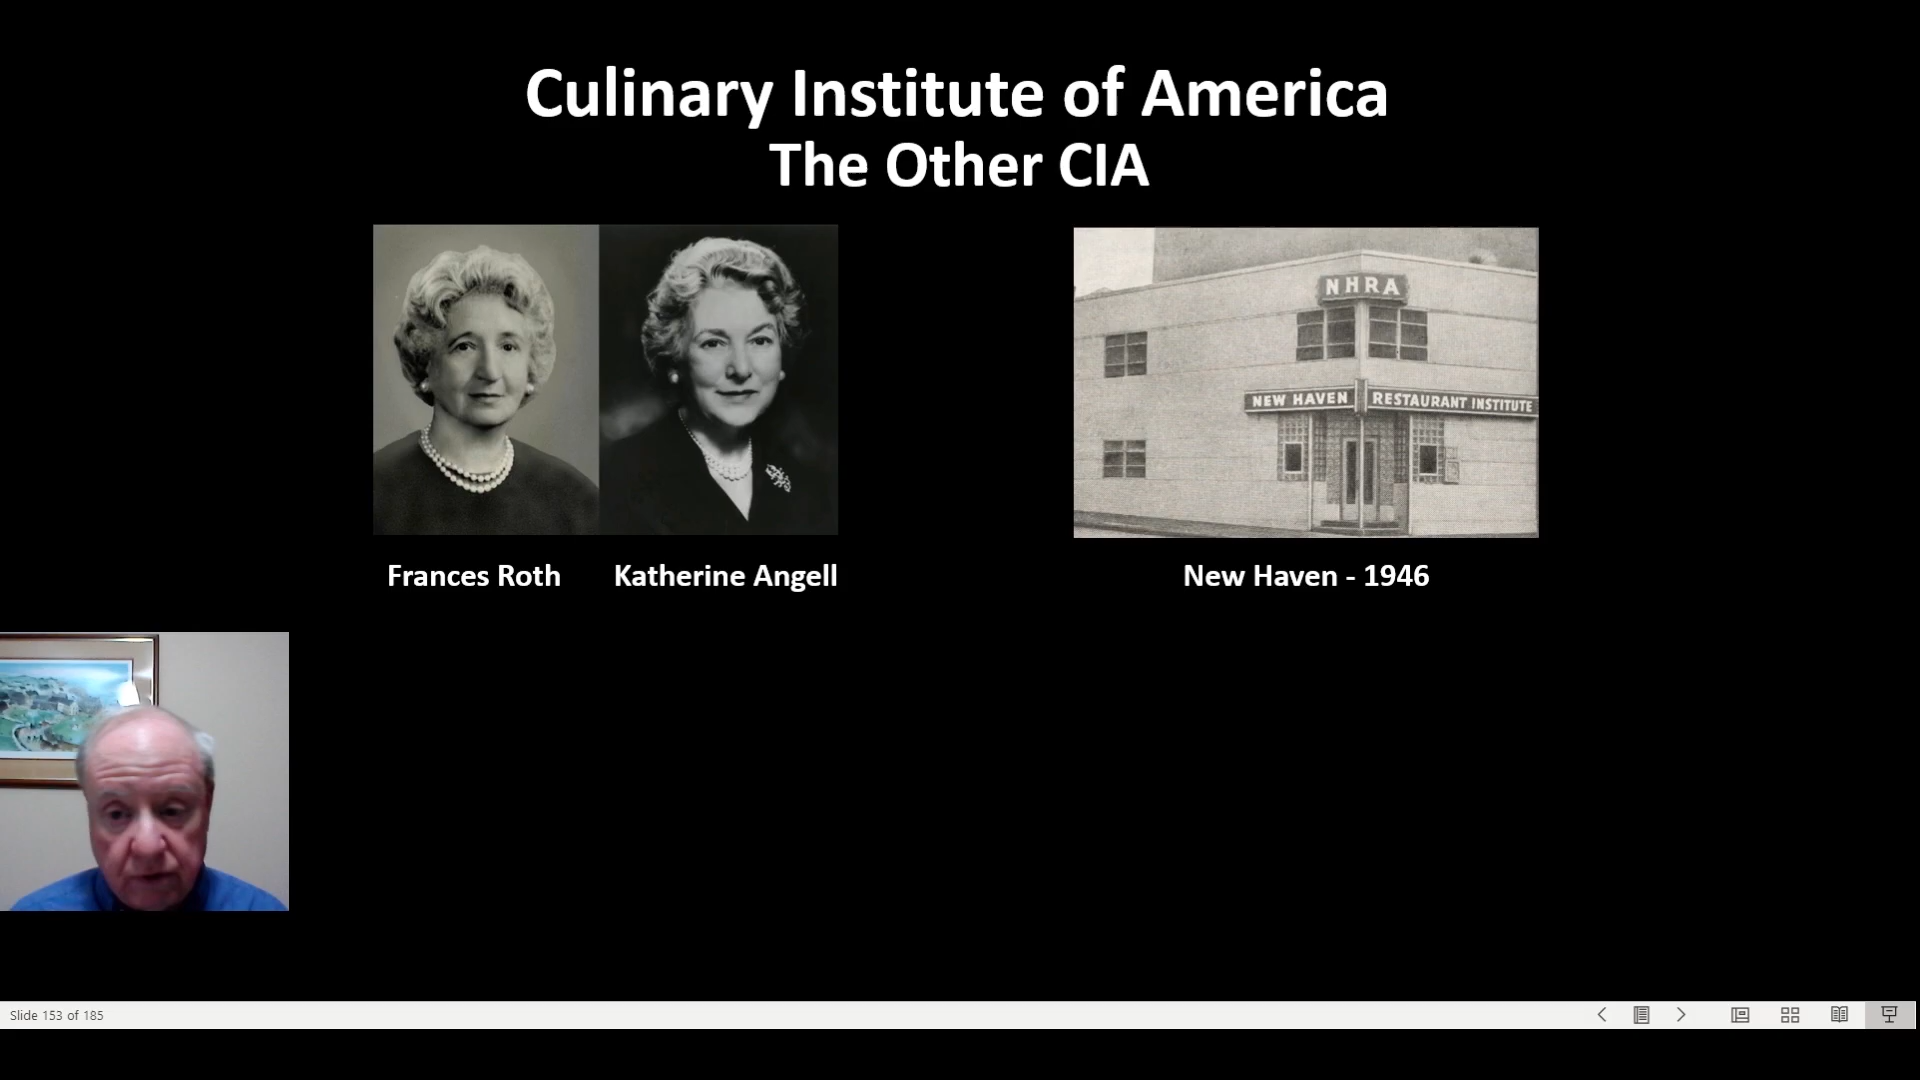 Culinary Institute of America
The Other CIA
NHRA
NEW HAVEN RESTAURANT INSTITUTE
Frances Roth
Katherine Angell
New Haven - 1946
Slide 153 of 185